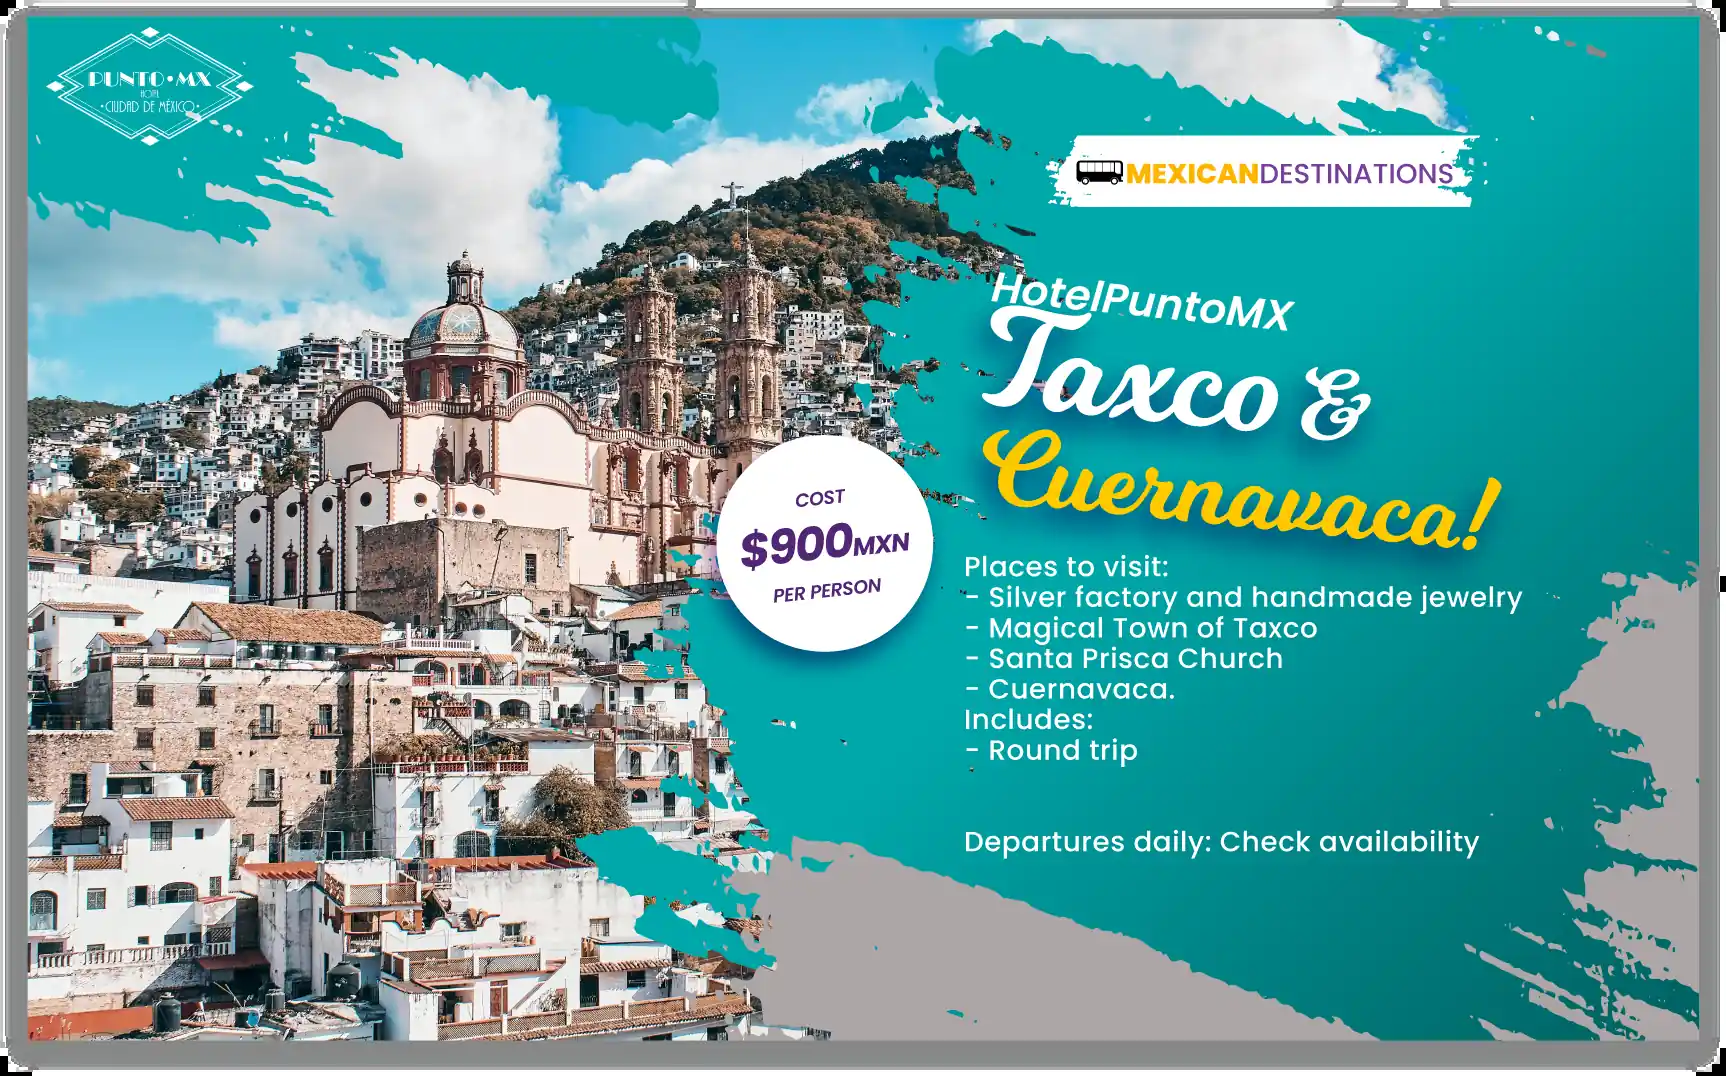 PUNTO • MX
HOTEL
• CIUDAD DE MÉXICO •
MEXICANDESTINATIONS
HotelPuntoMX
Taxco &
Cuernavaca!
COST
$900MXN
PER PERSON
Places to visit:
- Silver factory and handmade jewelry
- Magical Town of Taxco
- Santa Prisca Church
- Cuernavaca.
Includes:
- Round trip
Departures daily: Check availability